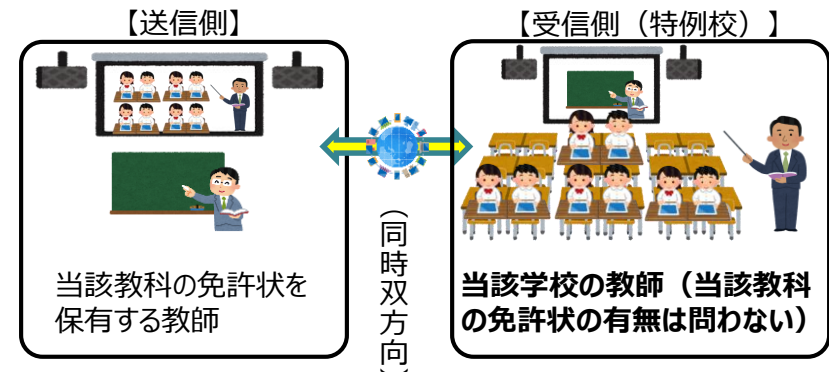 【送信側】
【受信側（特例校）】
（同時双方向）
当該教科の免許状を
保有する教師
当該学校の教師（当該教科
の免許状の有無は問わない）